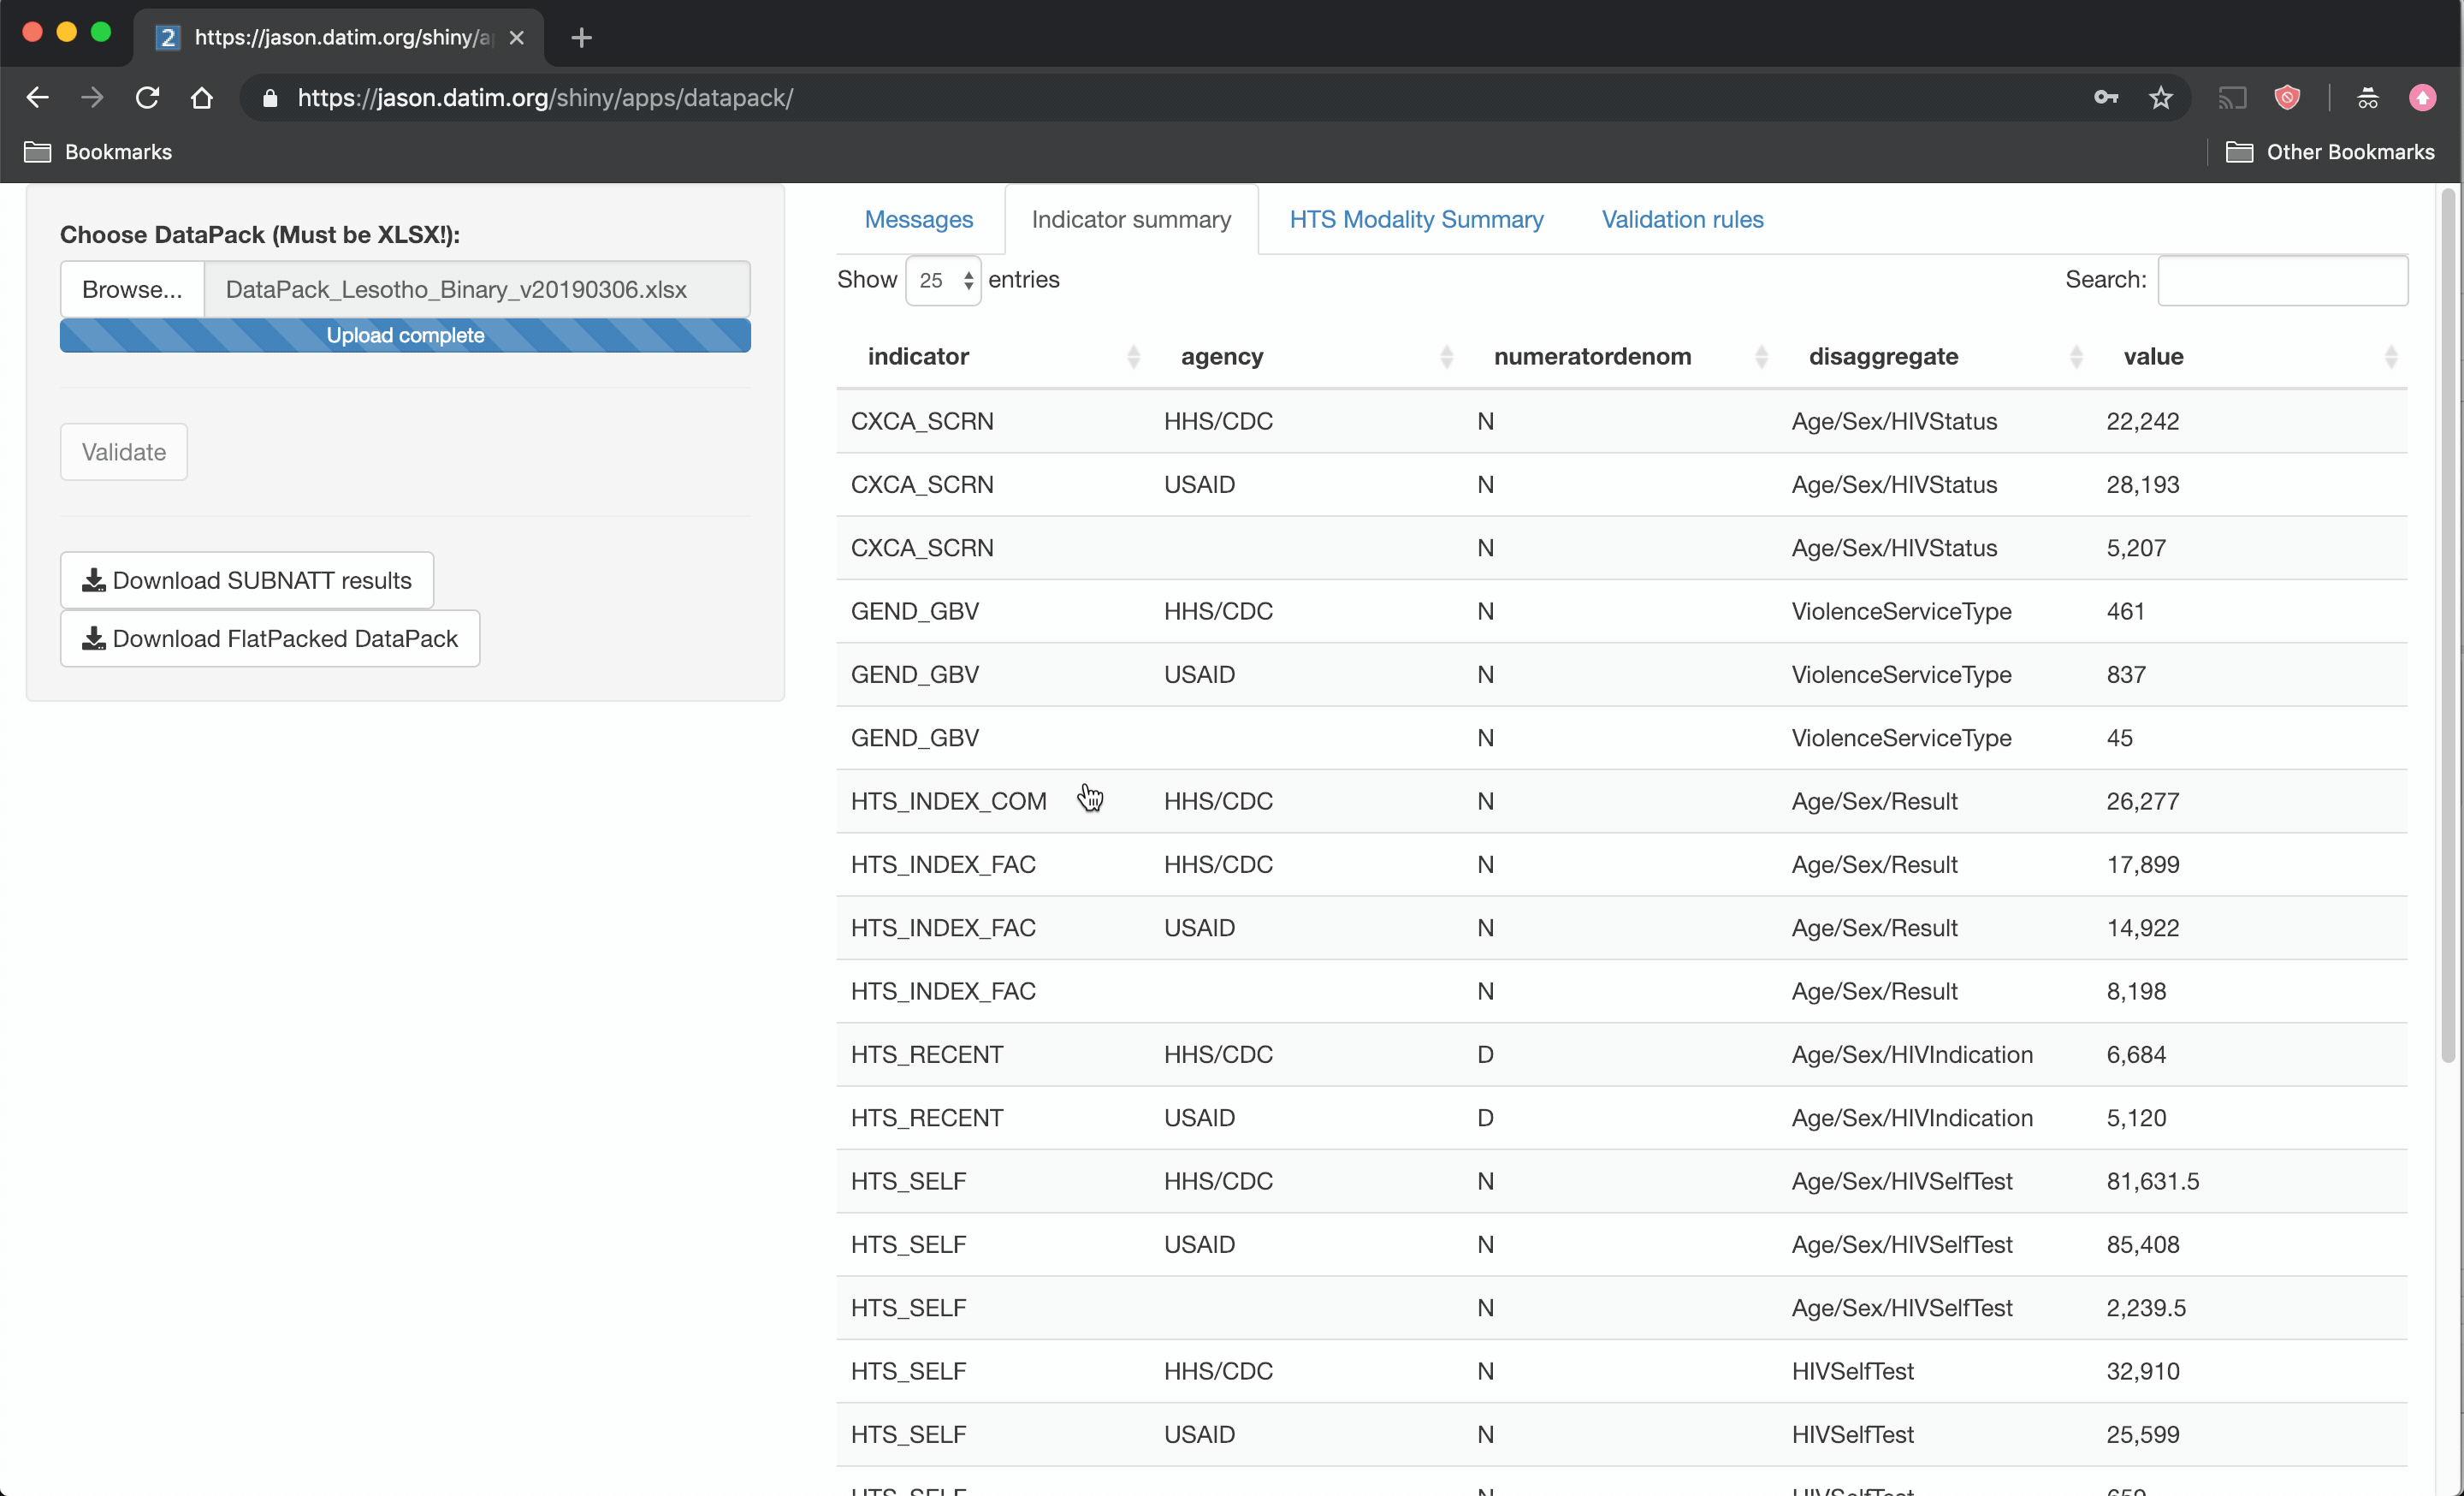 2 https://jason.datim.org/shiny/a
https://jason.datim.org/shiny/apps/datapack/
Bookmarks Other Bookmarks
Choose DataPack (Must be XLSX!):
Browse... DataPack_Lesotho_Binary_v20190306.xlsx
Upload complete
Validate
Download SUBNATT results
Download FlatPacked DataPack
Messages Indicator summary HTS Modality Summary Validation rules
Show 25 entries Search:
indicator agency numeratordenom disaggregate value
CXCA_SCRN HHS/CDC N Age/Sex/HIVStatus 22,242
CXCA_SCRN USAID N Age/Sex/HIVStatus 28,193
CXCA_SCRN N Age/Sex/HIVStatus 5,207
GEND_GBV HHS/CDC N ViolenceServiceType 461
GEND_GBV USAID N ViolenceServiceType 837
GEND_GBV N ViolenceServiceType 45
HTS_INDEX_COM HHS/CDC N Age/Sex/Result 26,277
HTS_INDEX_FAC HHS/CDC N Age/Sex/Result 17,899
HTS_INDEX_FAC USAID N Age/Sex/Result 14,922
HTS_INDEX_FAC N Age/Sex/Result 8,198
HTS_RECENT HHS/CDC D Age/Sex/HIVIndication 6,684
HTS_RECENT USAID D Age/Sex/HIVIndication 5,120
HTS_SELF HHS/CDC N Age/Sex/HIVSelfTest 81,631.5
HTS_SELF USAID N Age/Sex/HIVSelfTest 85,408
HTS_SELF N Age/Sex/HIVSelfTest 2,239.5
HTS_SELF HHS/CDC N HIVSelfTest 32,910
HTS_SELF USAID N HIVSelfTest 25,599
HTS_SELF N HIVSelfTest